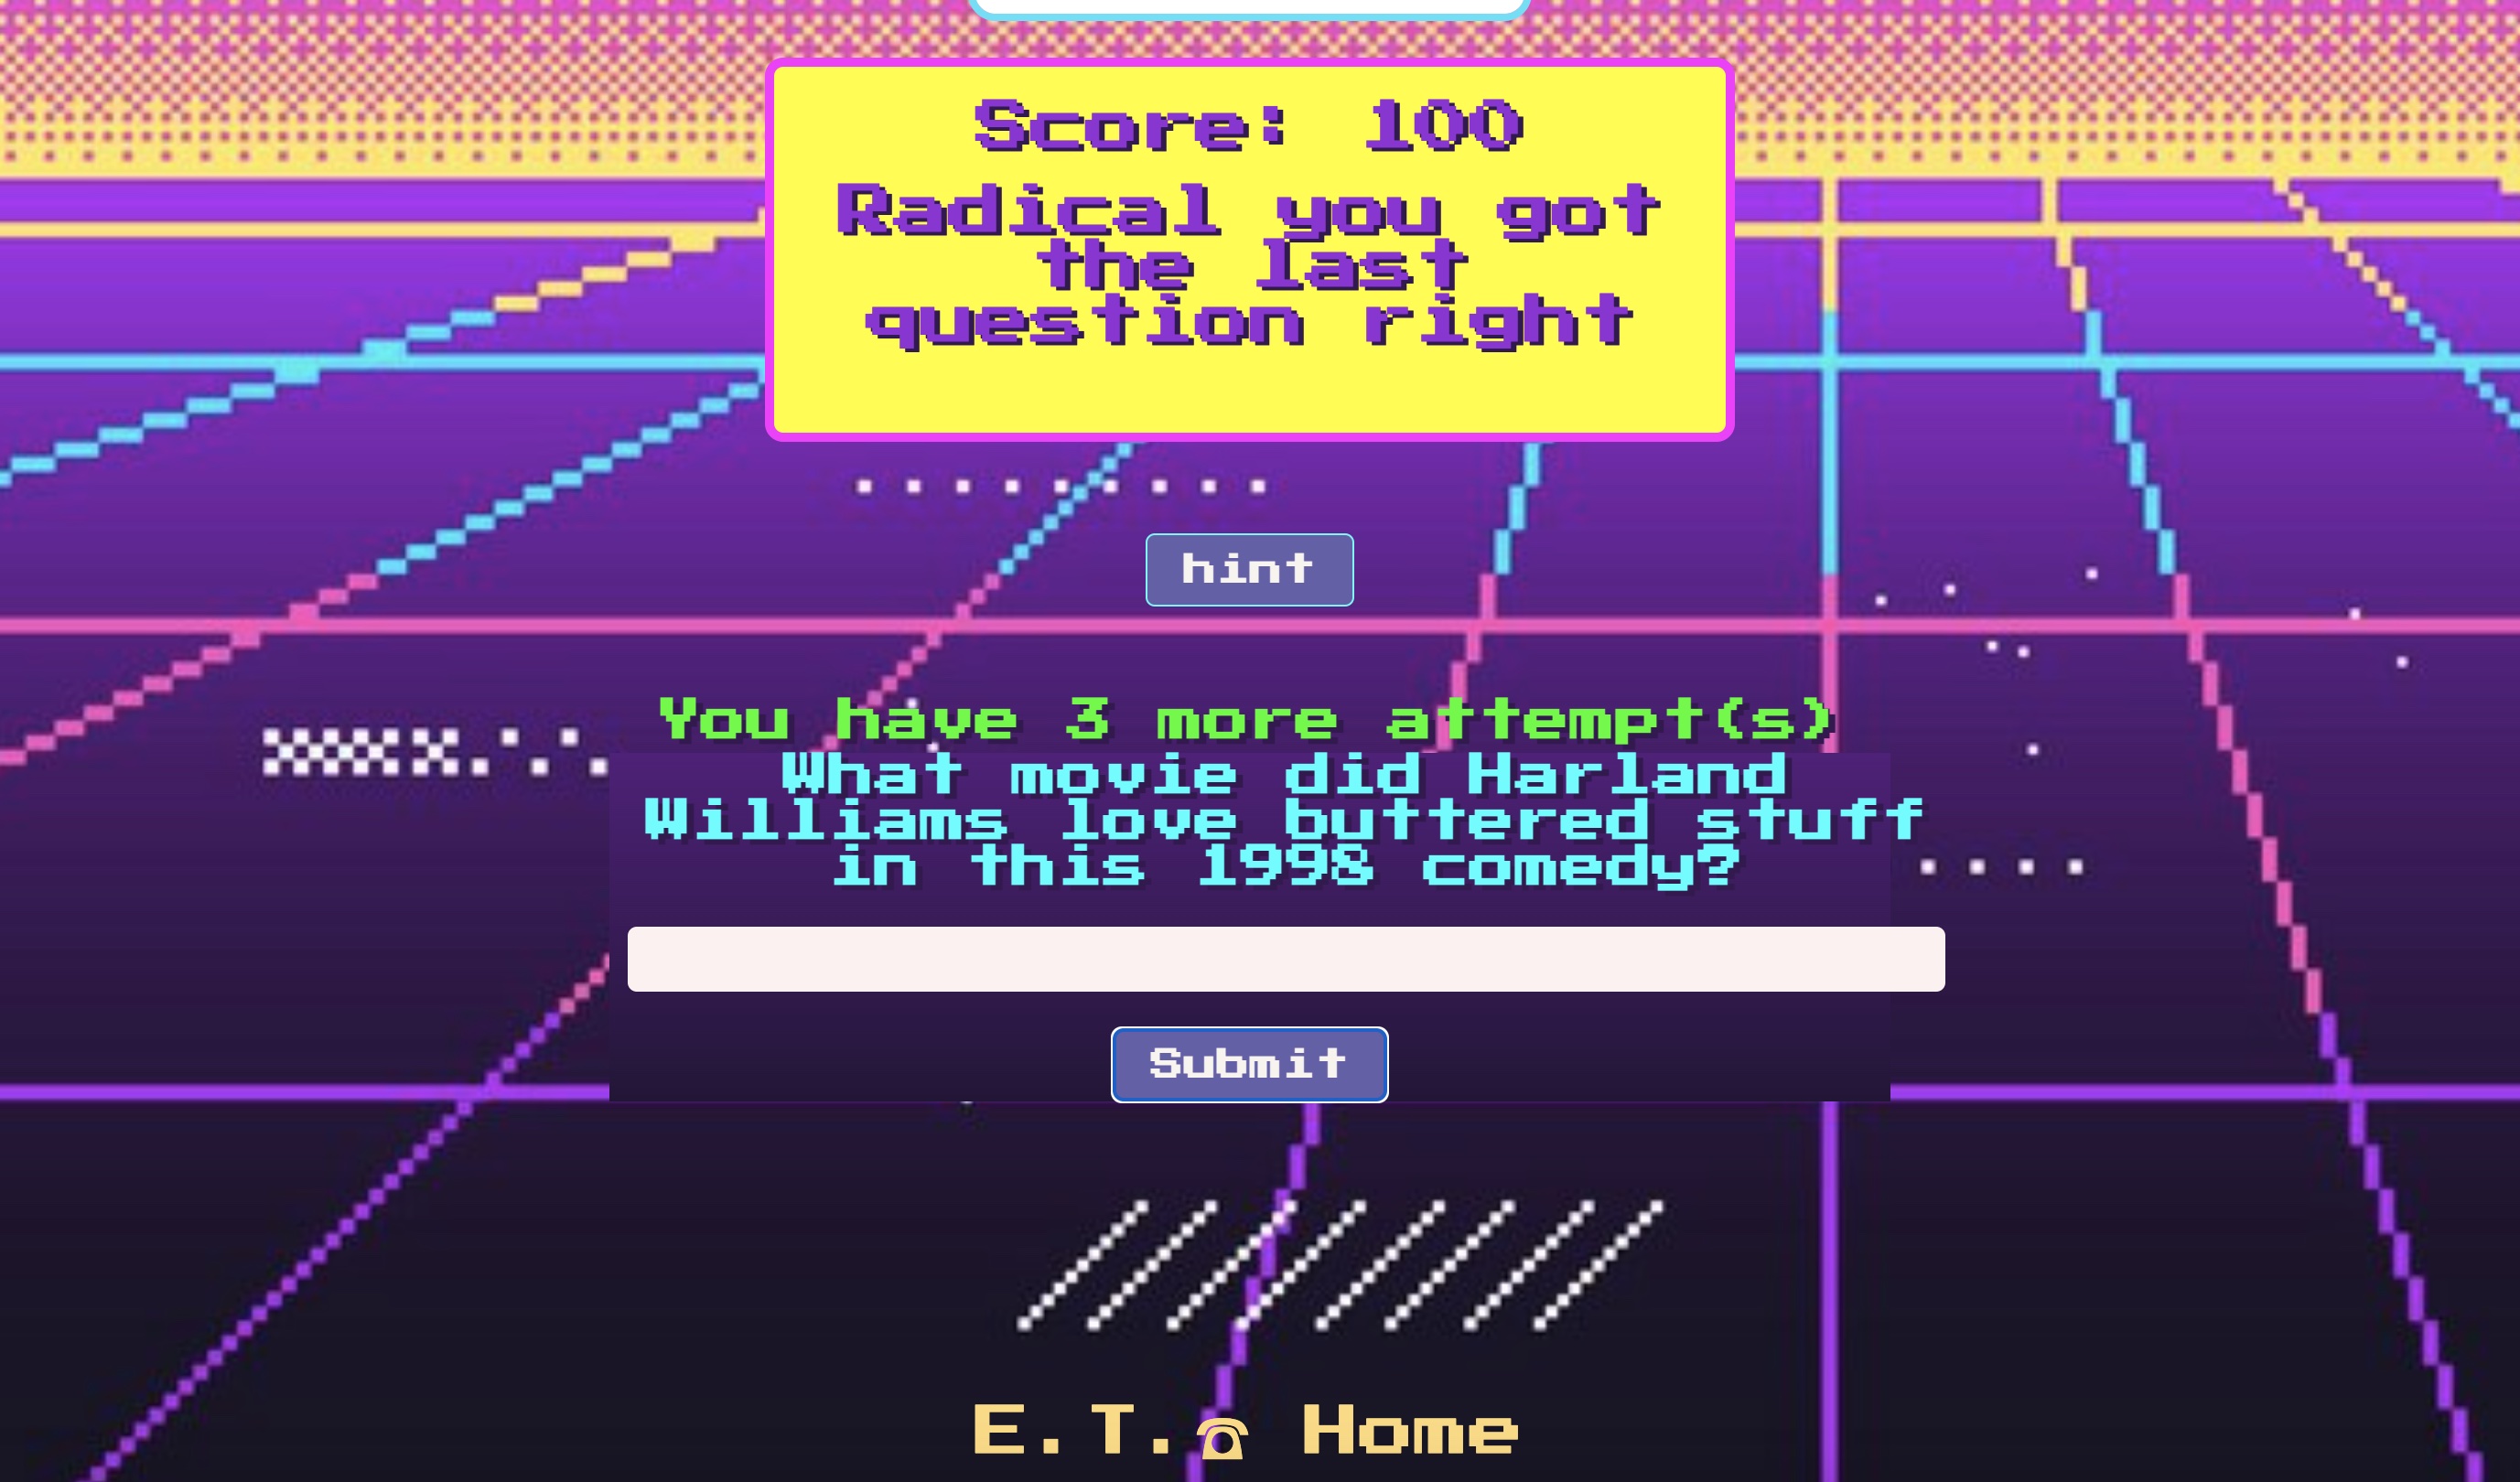 Score: 100
Radical you got
the last
question right
hint
You have 3 more attempt(s)
What movie did Harland
Williams love buttered stuff
in this 1998 comedy?
Submit
E.T.☎ Home